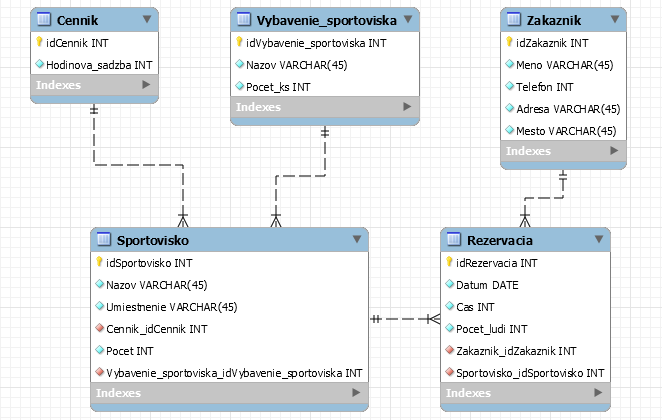 Cennik
idCennik INT
Hodinova_sadzba INT
Indexes
Vybavenie_sportoviska
idVybavenie_sportoviska INT
Nazov VARCHAR(45)
Pocet_ks INT
Indexes
Zakaznik
idZakaznik INT
Meno VARCHAR(45)
Telefon INT
Adresa VARCHAR(45)
Mesto VARCHAR(45)
Indexes
Sportovisko
idSportovisko INT
Nazov VARCHAR(45)
Umiestnenie VARCHAR(45)
Cennik_idCennik INT
Pocet INT
Vybavenie_sportoviska_idVybavenie_sportoviska INT
Indexes
Rezervacia
idRezervacia INT
Datum DATE
Cas INT
Pocet_ludi INT
Zakaznik_idZakaznik INT
Sportovisko_idSportovisko INT
Indexes